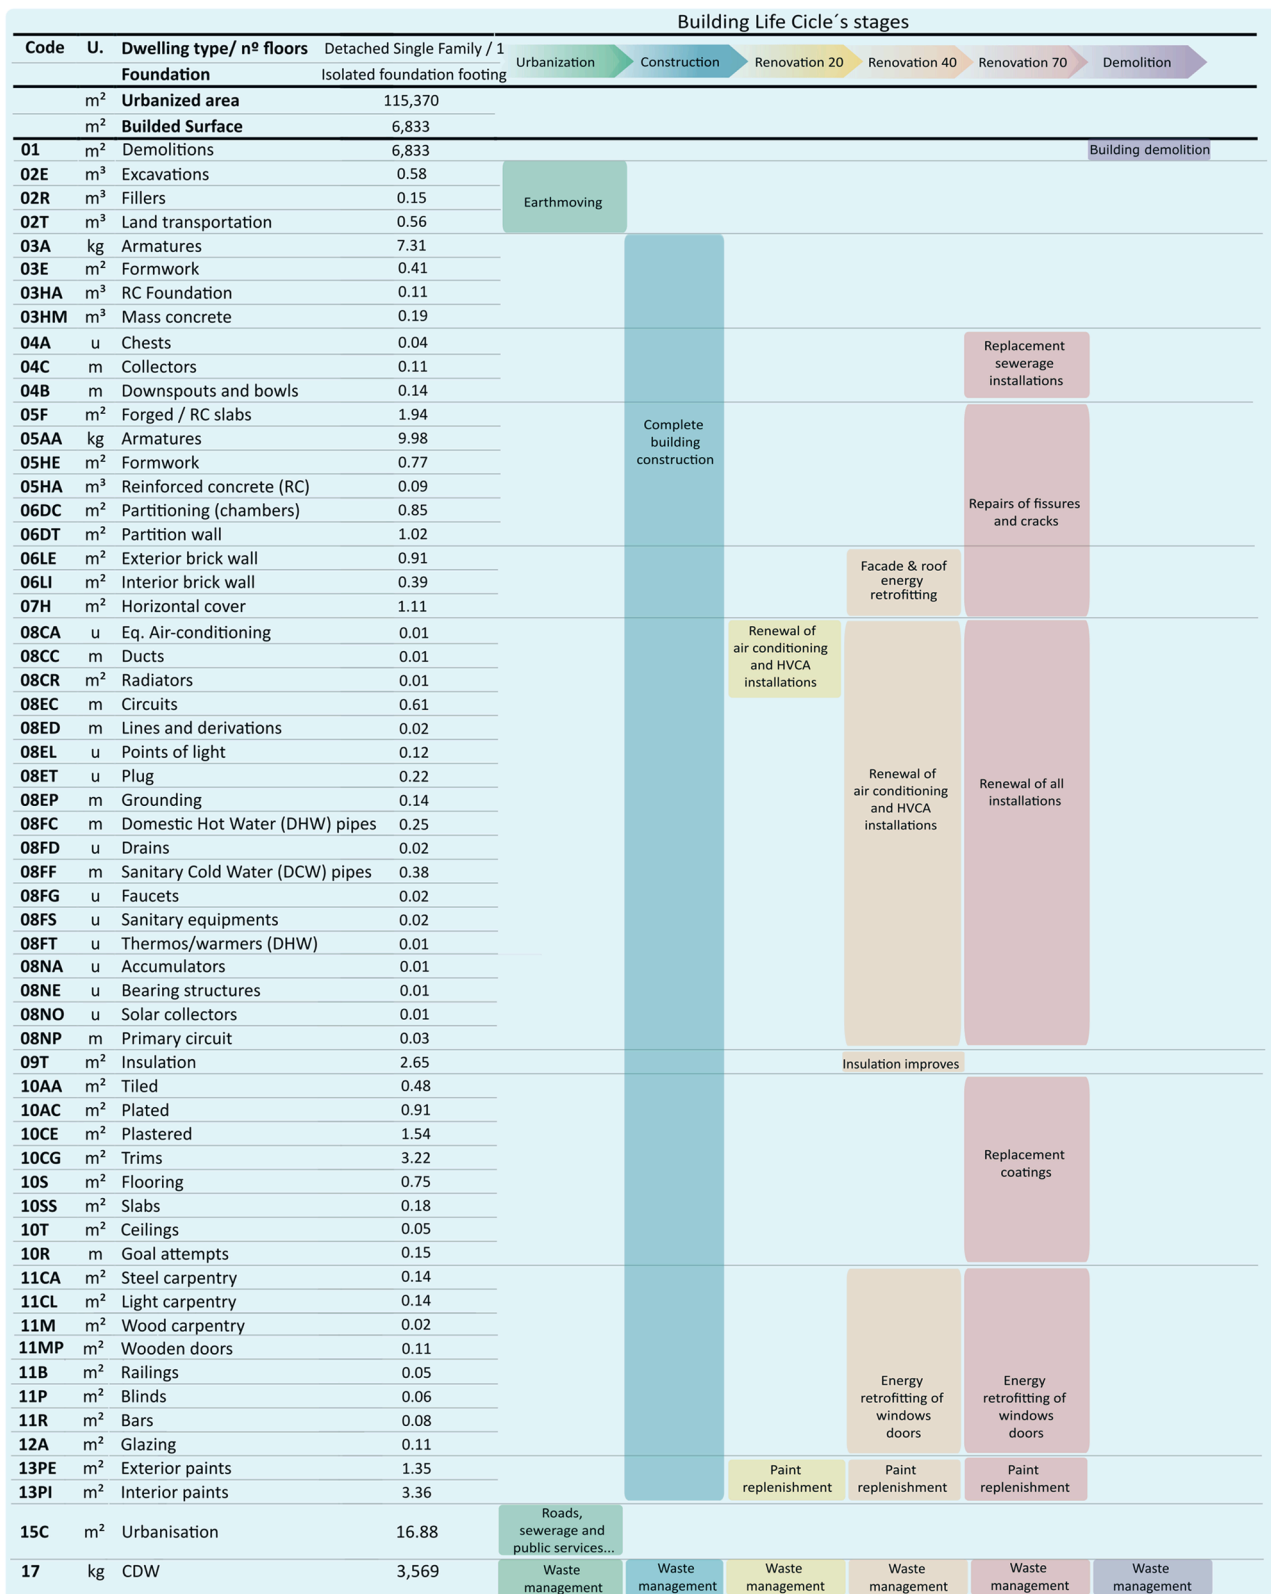 Building Life Cicle´s stages
Code U. Dwelling type/ nº floors Detached Single Family / 1
Foundation Isolated foundation footing
Urbanization Construction Renovation 20 Renovation 40 Renovation 70 Demolition
m² Urbanized area 115,370
m² Builded Surface 6,833
01 m² Demolitions 6,833 Building demolition
02E m³ Excavations 0.58
02R m³ Fillers 0.15
Earthmoving
02T m³ Land transportation 0.56
03A kg Armatures 7.31
03E m² Formwork 0.41
03HA m³ RC Foundation 0.11
03HM m³ Mass concrete 0.19
04A u Chests 0.04
04C m Collectors 0.11
04B m Downspouts and bowls 0.14
Replacement
sewerage
installations
05F m² Forged / RC slabs 1.94
05AA kg Armatures 9.98
05HE m² Formwork 0.77
Complete
building
construction
05HA m³ Reinforced concrete (RC) 0.09
06DC m² Partitioning (chambers) 0.85
06DT m² Partition wall 1.02
Repairs of fissures
and cracks
06LE m² Exterior brick wall 0.91
06LI m² Interior brick wall 0.39
07H m² Horizontal cover 1.11
Facade & roof
energy
retrofitting
08CA u Eq. Air-conditioning 0.01
08CC m Ducts 0.01
08CR m² Radiators 0.01
Renewal of
air conditioning
and HVCA
installations
08EC m Circuits 0.61
08ED m Lines and derivations 0.02
08EL u Points of light 0.12
08ET u Plug 0.22
08EP m Grounding 0.14
08FC m Domestic Hot Water (DHW) pipes 0.25
Renewal of
air conditioning
and HVCA
installations
Renewal of all
installations
08FD u Drains 0.02
08FF m Sanitary Cold Water (DCW) pipes 0.38
08FG u Faucets 0.02
08FS u Sanitary equipments 0.02
08FT u Thermos/warmers (DHW) 0.01
08NA u Accumulators 0.01
08NE u Bearing structures 0.01
08NO u Solar collectors 0.01
08NP m Primary circuit 0.03
09T m² Insulation 2.65 Insulation improves
10AA m² Tiled 0.48
10AC m² Plated 0.91
10CE m² Plastered 1.54
10CG m² Trims 3.22
10S m² Flooring 0.75
Replacement
coatings
10SS m² Slabs 0.18
10T m² Ceilings 0.05
10R m Goal attempts 0.15
11CA m² Steel carpentry 0.14
11CL m² Light carpentry 0.14
11M m² Wood carpentry 0.02
11MP m² Wooden doors 0.11
11B m² Railings 0.05
11P m² Blinds 0.06
11R m² Bars 0.08
12A m² Glazing 0.11
Energy
retrofitting of
windows
doors
Energy
retrofitting of
windows
doors
13PE m² Exterior paints 1.35
13PI m² Interior paints 3.36
Paint
replenishment
Paint
replenishment
Paint
replenishment
15C m² Urbanisation 16.88
Roads,
sewerage and
public services...
17 kg CDW 3,569
Waste
management
Waste
management
Waste
management
Waste
management
Waste
management
Waste
management